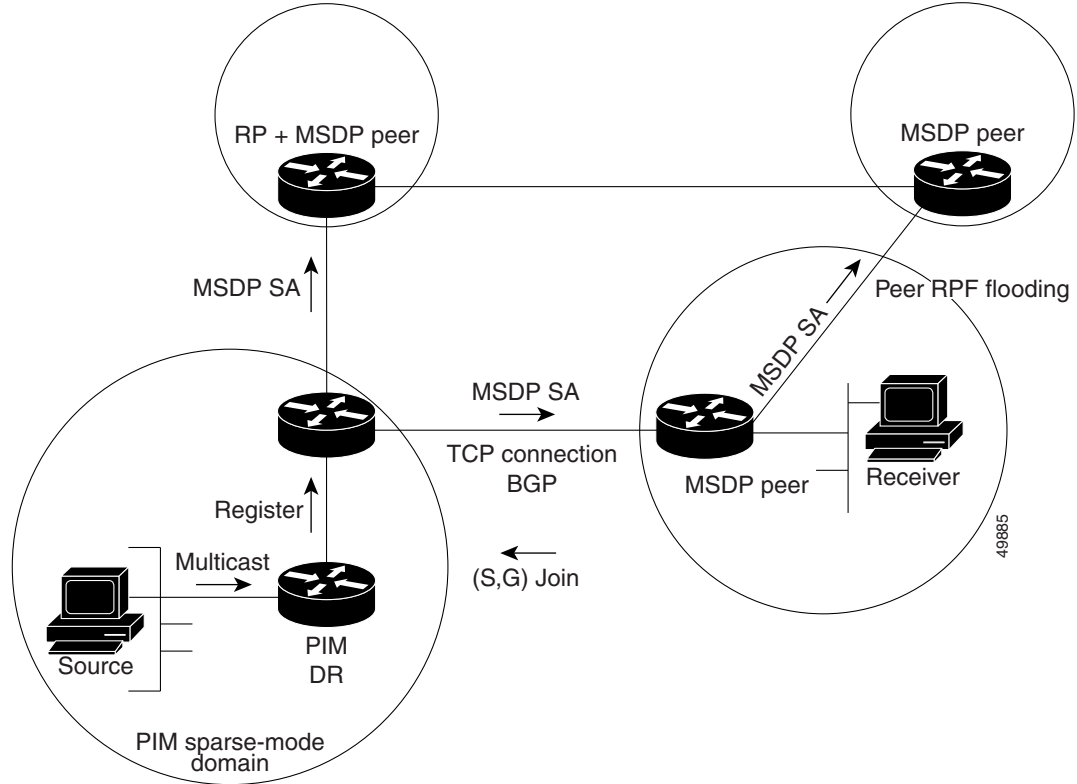 RP + MSDP peer
MSDP peer
MSDP SA
Peer RPF flooding
MSDP SA
MSDP SA
TCP connection
BGP
MSDP peer
Receiver
Register
49885
Multicast
(S,G) Join
Source
PIM
DR
PIM sparse-mode
domain